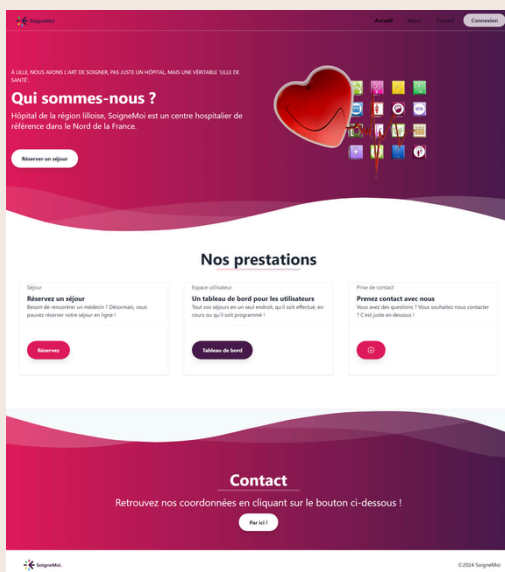 SoigneMoi
Accueil Séjour Contact Connexion
À LILLE, NOUS AVONS L'ART DE SOIGNER, PAS JUSTE UN HÔPITAL, MAIS UNE VÉRITABLE 'LILLE DE
SANTÉ'.
Qui sommes-nous ?
Hôpital de la région lilloise, SoigneMoi est un centre hospitalier de
référence dans le Nord de la France.
Réserver un séjour
Nos prestations
Séjour
Réservez un séjour
Besoin de rencontrer un médecin ? Désormais, vous
pouvez réserver votre séjour en ligne !
Réservez
Espace utilisateur
Un tableau de bord pour les utilisateurs
Tout vos séjours en un seul endroit, qu'il soit effectué, en
cours ou qu'il soit programmé !
Tableau de bord
Prise de contact
Prenez contact avec nous
Vous avez des questions ? Vous souhaitez nous contacter
? C'est juste en dessous !
Contact
Retrouvez nos coordonnées en cliquant sur le bouton ci-dessous !
Par ici !
SoigneMoi
©2024 SoigneMoi